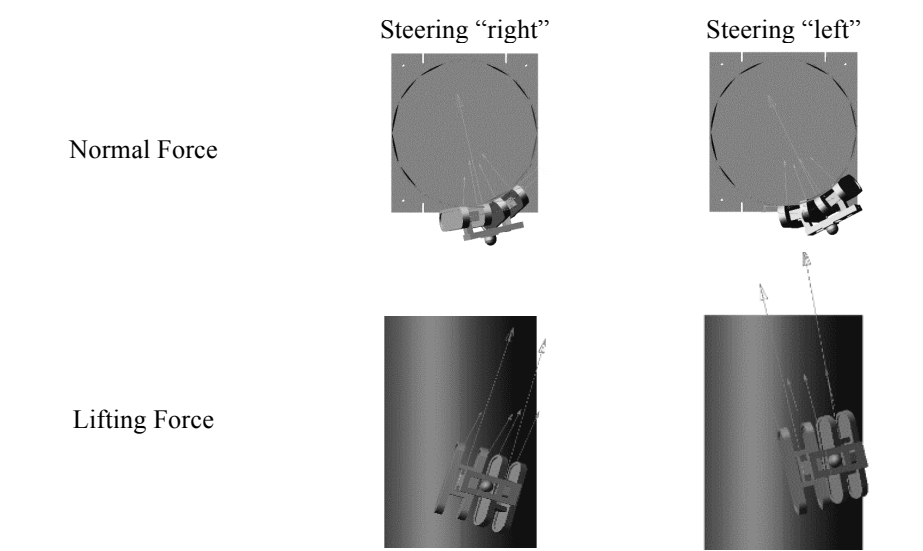 Steering “right”
Steering “left”
Normal Force
Lifting Force